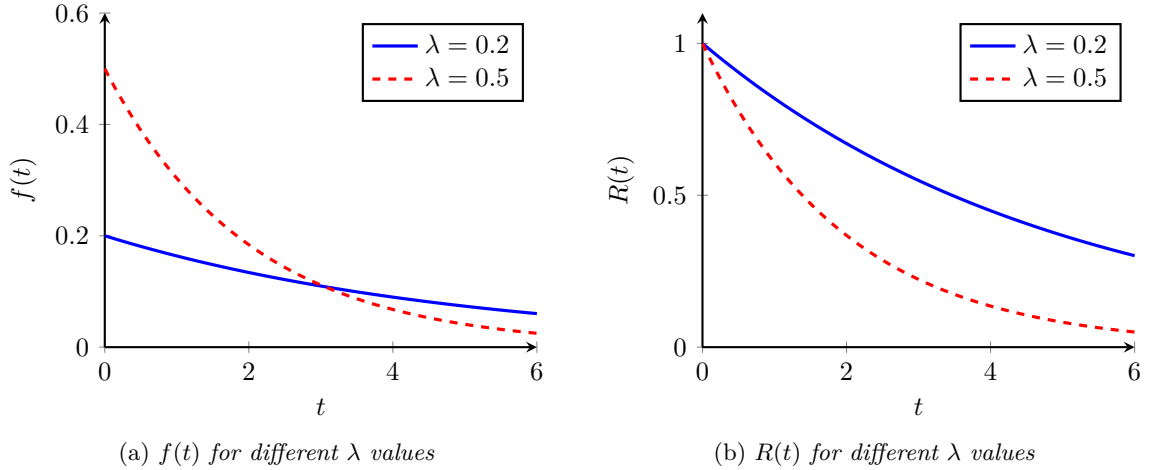 0.6
0.4
0.2
0
f(t)
0
2
4
6
t
λ = 0.2
λ = 0.5
(a) f(t) for different λ values
1
0.5
0
R(t)
0
2
4
6
t
λ = 0.2
λ = 0.5
(b) R(t) for different λ values